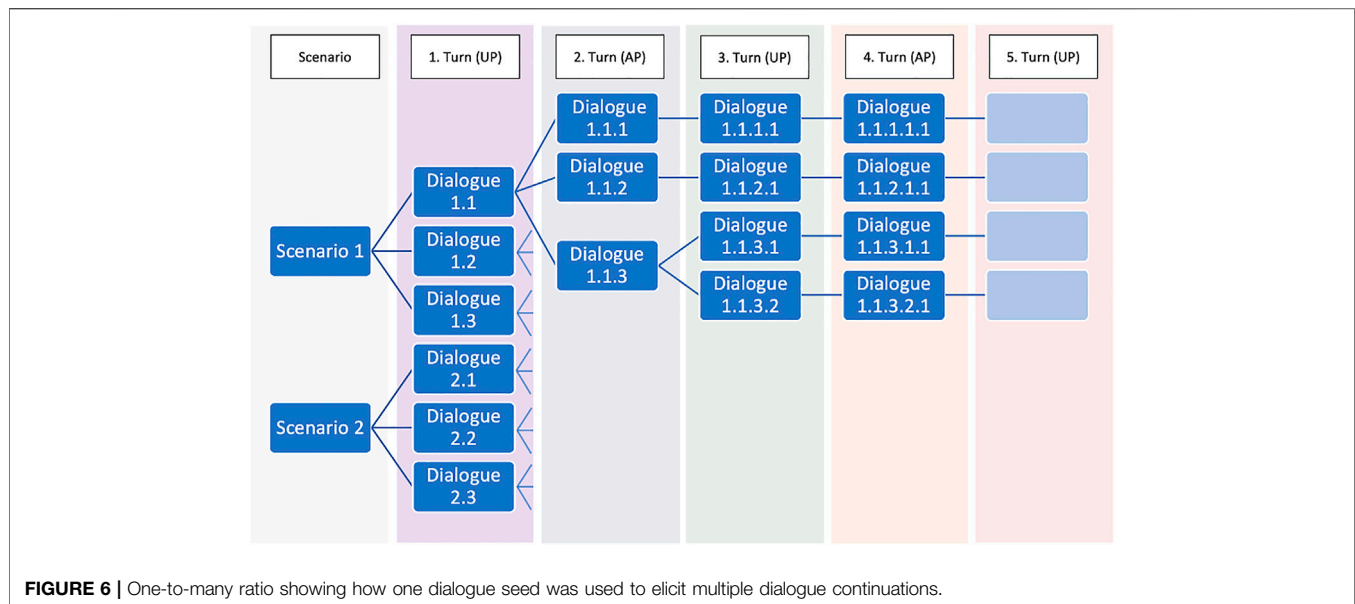 Scenario
1. Turn (UP)
2. Turn (AP)
3. Turn (UP)
4. Turn (AP)
5. Turn (UP)
Scenario 1
Scenario 2
Dialogue
1.1
Dialogue
1.2
Dialogue
1.3
Dialogue
2.1
Dialogue
2.2
Dialogue
2.3
Dialogue
1.1.1
Dialogue
1.1.2
Dialogue
1.1.3
Dialogue
1.1.1.1
Dialogue
1.1.2.1
Dialogue
1.1.3.1
Dialogue
1.1.3.2
Dialogue
1.1.1.1.1
Dialogue
1.1.2.1.1
Dialogue
1.1.3.1.1
Dialogue
1.1.3.2.1
FIGURE 6 | One-to-many ratio showing how one dialogue seed was used to elicit multiple dialogue continuations.